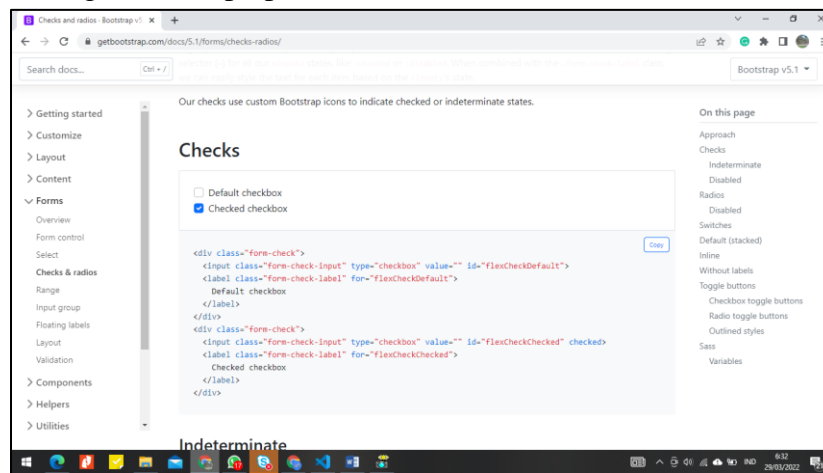 Checks and radios · Bootstrap v5
getbootstrap.com/docs/5.1/forms/checks-radios/
Search docs...
Ctrl + /
Bootstrap v5.1
Our checks use custom Bootstrap icons to indicate checked or indeterminate states.
Getting started
Customize
Layout
Content
Forms
Overview
Form control
Select
Checks & radios
Range
Input group
Floating labels
Layout
Validation
Components
Helpers
Utilities
Checks
Default checkbox
Checked checkbox
Copy
<div class="form-check">
<input class="form-check-input" type="checkbox" value="" id="flexCheckDefault">
<label class="form-check-label" for="flexCheckDefault">
Default checkbox
</label>
</div>
<div class="form-check">
<input class="form-check-input" type="checkbox" value="" id="flexCheckChecked" checked>
<label class="form-check-label" for="flexCheckChecked">
Checked checkbox
</label>
</div>
Indeterminate
On this page
Approach
Checks
Indeterminate
Disabled
Radios
Disabled
Switches
Default (stacked)
Inline
Without labels
Toggle buttons
Checkbox toggle buttons
Radio toggle buttons
Outlined styles
Sass
Variables
IND
6:32
29/03/2022